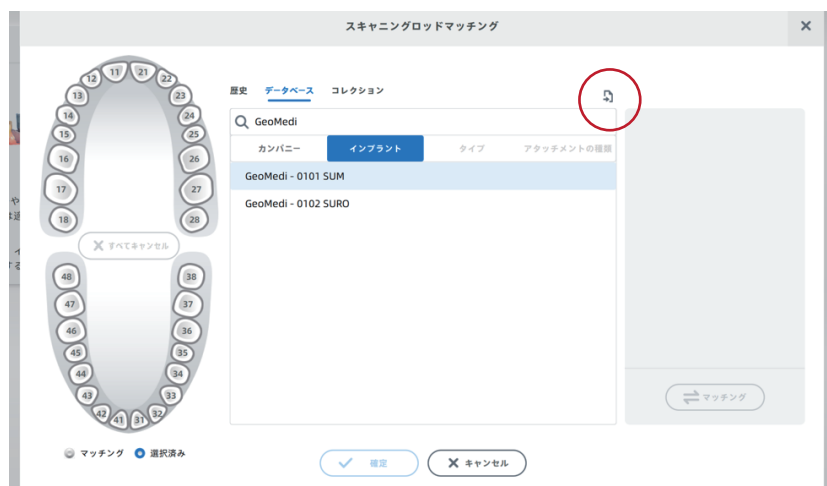 スキャニングロッドマッチング
歴史 データベース コレクション
GeoMedi
カンパニー インプラント タイプ アタッチメントの種類
GeoMedi - 0101 SUM
GeoMedi - 0102 SURO
11 21
12 22
13 23
14 24
15 25
16 26
17 27
18 28
すべてキャンセル
48 38
47 37
46 36
45 35
44 34
43 33
42 41 31 32
マッチング
マッチング 選択済み
確定 キャンセル